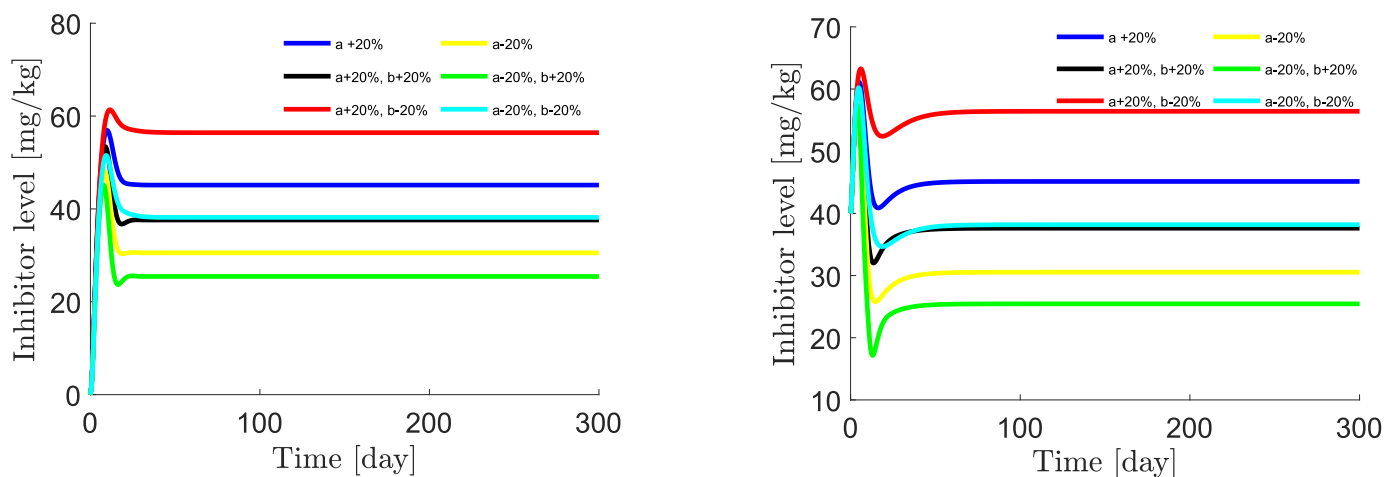 80
60
40
20
0
0
100
200
300
Inhibitor level [mg/kg]
Time [day]
a +20%
a-20%
a+20%, b+20%
a-20%, b+20%
a+20%, b-20%
a-20%, b-20%
70
60
50
40
30
20
10
0
100
200
300
Inhibitor level [mg/kg]
Time [day]
a +20%
a-20%
a+20%, b+20%
a-20%, b+20%
a+20%, b-20%
a-20%, b-20%